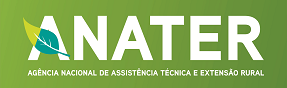 ANATER
AGÊNCIA NACIONAL DE ASSISTÊNCIA TÉCNICA E EXTENSÃO RURAL